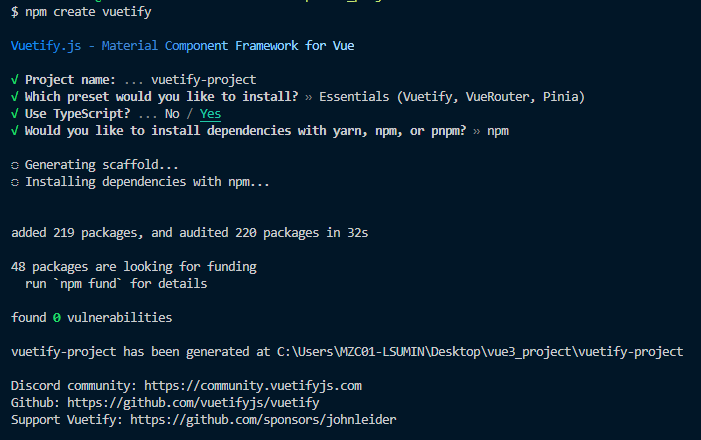 $ npm create vuetify
Vuetify.js - Material Component Framework for Vue
√ Project name: ... vuetify-project
√ Which preset would you like to install? » Essentials (Vuetify, VueRouter, Pinia)
√ Use TypeScript? ... No / Yes
√ Would you like to install dependencies with yarn, npm, or pnpm? » npm
◌ Generating scaffold...
◌ Installing dependencies with npm...
added 219 packages, and audited 220 packages in 32s
48 packages are looking for funding
run `npm fund` for details
found 0 vulnerabilities
vuetify-project has been generated at C:\Users\MZC01-LSUMIN\Desktop\vue3_project\vuetify-project
Discord community: https://community.vuetifyjs.com
Github: https://github.com/vuetifyjs/vuetify
Support Vuetify: https://github.com/sponsors/johnleider